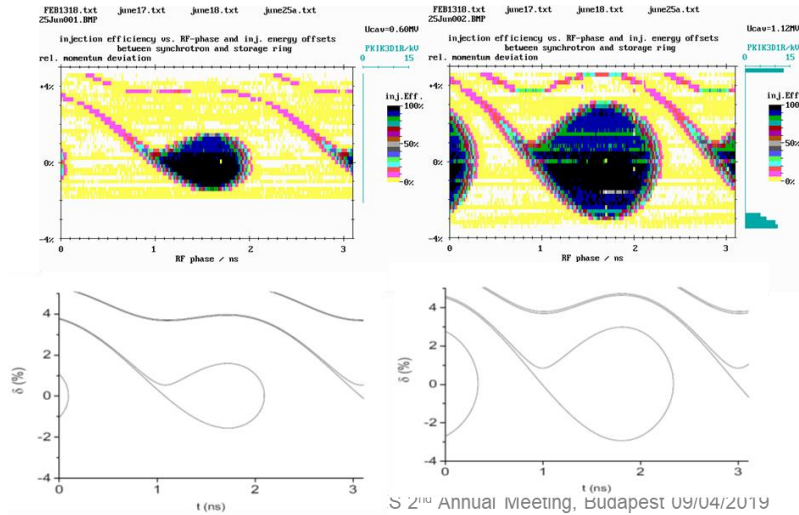 FEB1318.txt june17.txt june18.txt june25a.txt
25Jun001.BMP
Ucav=0.60MV
injection efficiency vs. RF-phase and inj. energy offsets
between synchrotron and storage ring
PKIK3D1R/kV
rel. momentum deviation
0 15
+4%
0%
-4%
inj.Eff.
100%
50%
0%
0 1 2 3
RF phase / ns
FEB1318.txt june17.txt june18.txt june25a.txt
25Jun002.BMP
Ucav=1.12MV
injection efficiency vs. RF-phase and inj. energy offsets
between synchrotron and storage ring
PKIK3D1R/kV
rel. momentum deviation
0 15
+4%
0%
-4%
inj.Eff.
100%
50%
0%
0 1 2 3
RF phase / ns
4
2
0
-2
-4
δ (%)
0 1 2 3
t (ns)
4
2
0
-2
-4
δ (%)
0 1 2 3
t (ns)
S 2nd Annual Meeting, Budapest 09/04/2019